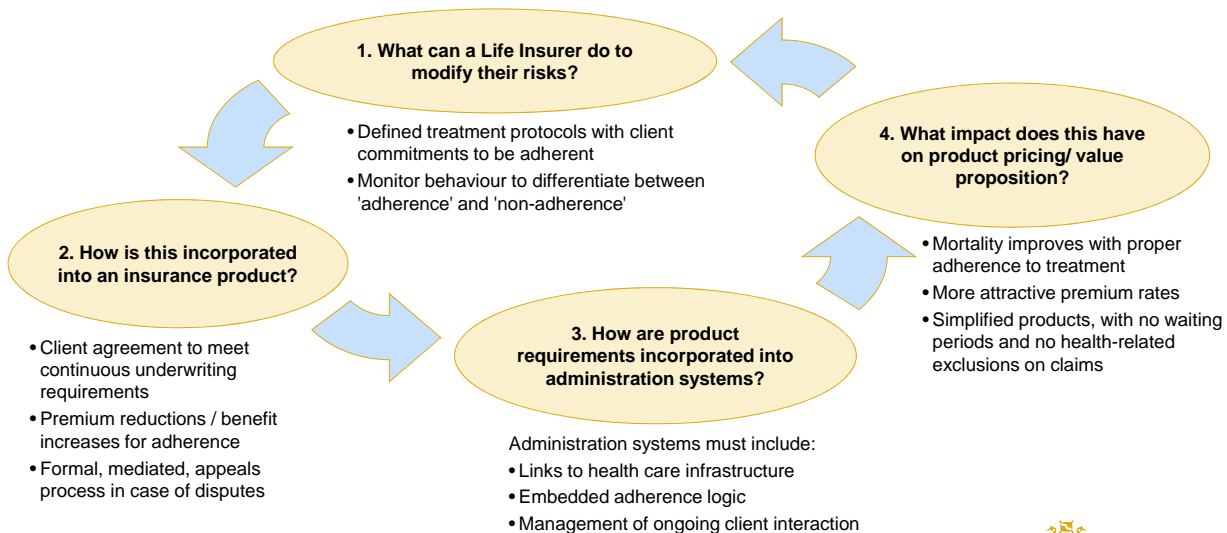 1. What can a Life Insurer do to
modify their risks?
• Defined treatment protocols with client
commitments to be adherent
• Monitor behaviour to differentiate between
'adherence' and 'non-adherence'
2. How is this incorporated
into an insurance product?
• Client agreement to meet
continuous underwriting
requirements
• Premium reductions / benefit
increases for adherence
• Formal, mediated, appeals
process in case of disputes
3. How are product
requirements incorporated into
administration systems?
Administration systems must include:
• Links to health care infrastructure
• Embedded adherence logic
• Management of ongoing client interaction
4. What impact does this have
on product pricing/ value
proposition?
• Mortality improves with proper
adherence to treatment
• More attractive premium rates
• Simplified products, with no waiting
periods and no health-related
exclusions on claims